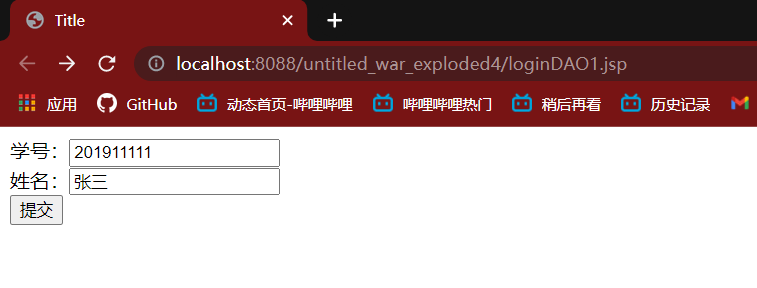 Title
localhost:8088/untitled_war_exploded4/loginDAO1.jsp
应用 GitHub 动态首页-哔哩哔哩 哔哩哔哩热门 稍后再看 历史记录
学号：201911111
姓名：张三
提交